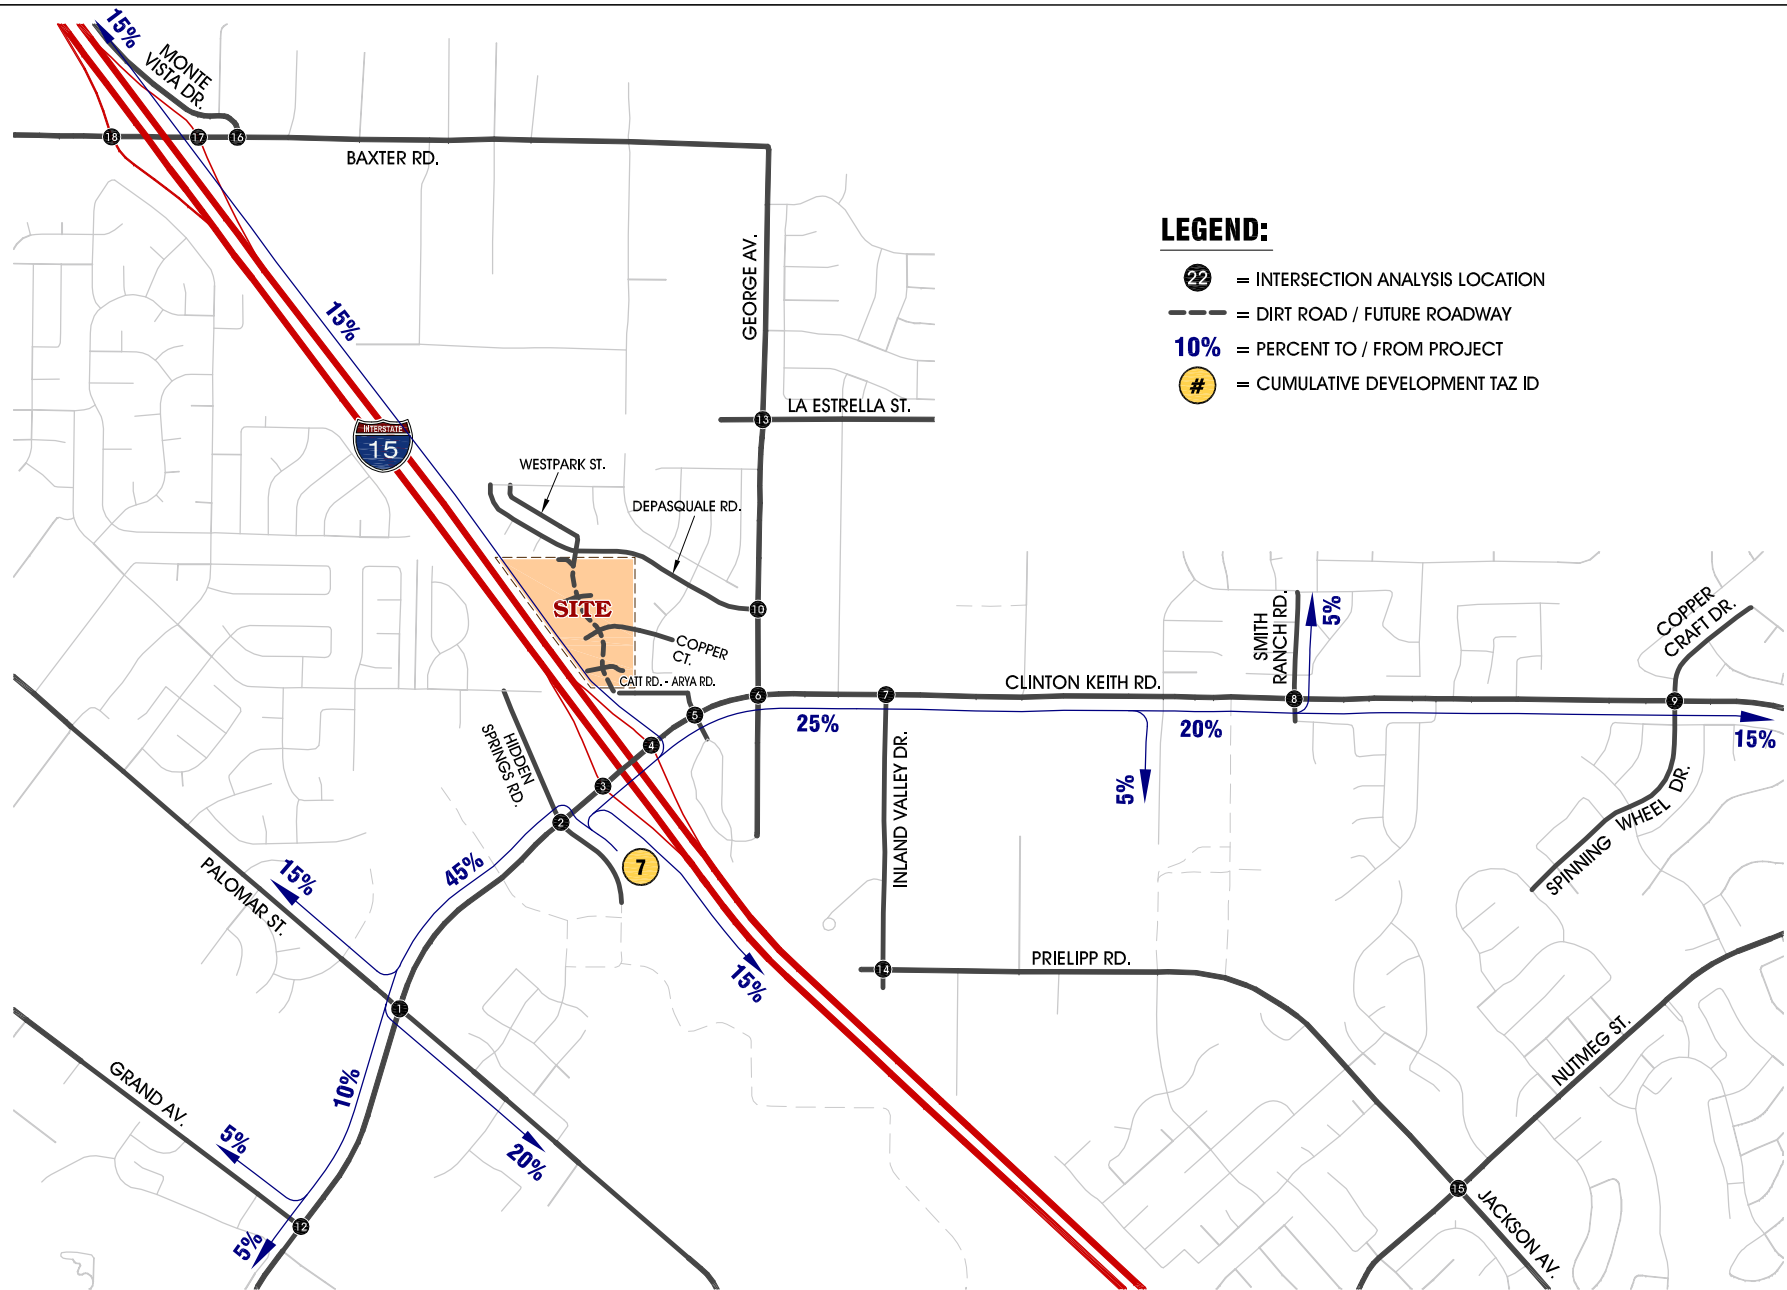 15%
MONTE
VISTA DR.
18
17
16
BAXTER RD.
GEORGE AV.
LEGEND:
22 = INTERSECTION ANALYSIS LOCATION
= DIRT ROAD / FUTURE ROADWAY
10% = PERCENT TO / FROM PROJECT
# = CUMULATIVE DEVELOPMENT TAZ ID
15%
LA ESTRELLA ST.
13
INTERSTATE
15
WESTPARK ST.
DEPASQUALE RD.
SITE
10
COPPER
CT.
CATT RD. - ARYA RD.
SMITH
RANCH RD.
5%
COPPER
CRAFT DR.
CLINTON KEITH RD.
6
7
8
9
5
25%
20%
15%
4
HIDDEN
SPRINGS RD.
3
2
INLAND VALLEY DR.
5%
SPINNING WHEEL DR.
45%
7
15%
PALOMAR ST.
15%
14
PRIELIPP RD.
1
NUTMEG ST.
GRAND AV.
10%
5%
20%
15
JACKSON AV.
12
5%